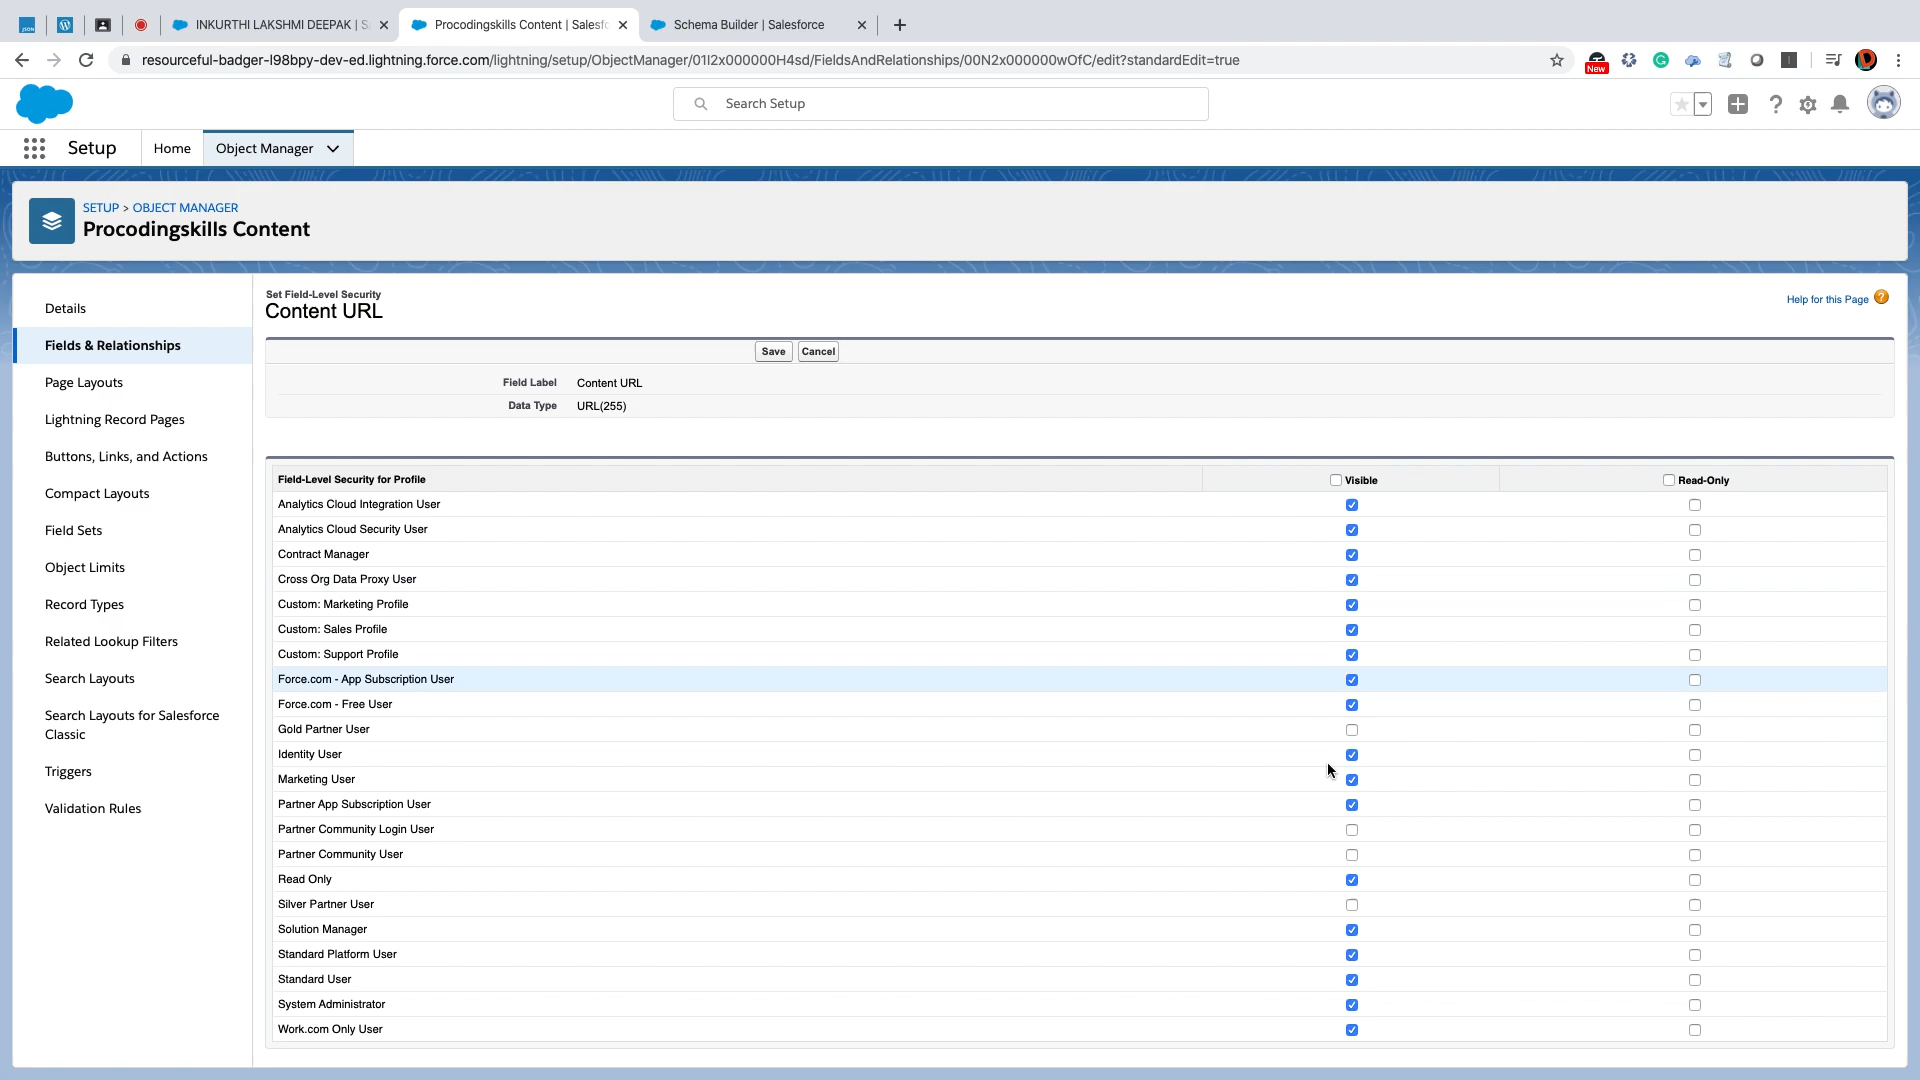 INKURTHI LAKSHMI DEEPAK | S
Procodingskills Content | Salesfo
Schema Builder | Salesforce
resourceful-badger-l98bpy-dev-ed.lightning.force.com/lightning/setup/ObjectManager/01I2x000000H4sd/FieldsAndRelationships/00N2x000000wOfC/edit?standardEdit=true
New
Search Setup
Setup
Home
Object Manager
SETUP > OBJECT MANAGER
Procodingskills Content
Details
Fields & Relationships
Page Layouts
Lightning Record Pages
Buttons, Links, and Actions
Compact Layouts
Field Sets
Object Limits
Record Types
Related Lookup Filters
Search Layouts
Search Layouts for Salesforce
Classic
Triggers
Validation Rules
Set Field-Level Security
Content URL
Help for this Page ?
Save Cancel
Field Label Content URL
Data Type URL(255)
Field-Level Security for Profile Visible Read-Only
Analytics Cloud Integration User
Analytics Cloud Security User
Contract Manager
Cross Org Data Proxy User
Custom: Marketing Profile
Custom: Sales Profile
Custom: Support Profile
Force.com - App Subscription User
Force.com - Free User
Gold Partner User
Identity User
Marketing User
Partner App Subscription User
Partner Community Login User
Partner Community User
Read Only
Silver Partner User
Solution Manager
Standard Platform User
Standard User
System Administrator
Work.com Only User